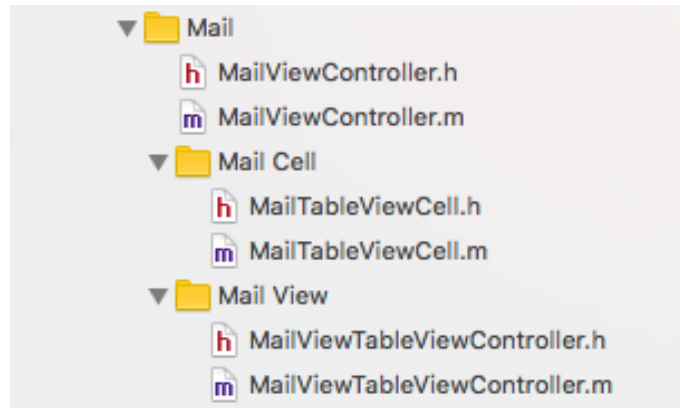 Mail
h MailViewController.h
m MailViewController.m
Mail Cell
h MailTableViewCell.h
m MailTableViewCell.m
Mail View
h MailViewTableViewController.h
m MailViewTableViewController.m